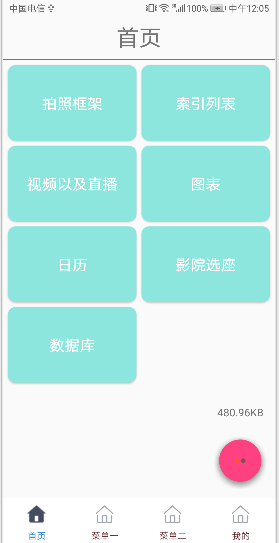 中国电信 100% 中午12:05
首页
拍照框架 索引列表
视频以及直播 图表
日历 影院选座
数据库
480.96KB
首页 菜单一 菜单二 我的